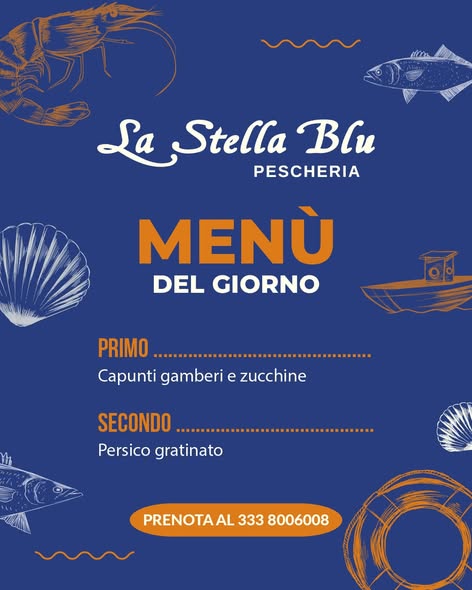 La Stella Blu
PESCHERIA
MENÙ
DEL GIORNO
PRIMO ............................................
Capunti gamberi e zucchine
SECONDO ........................................
Persico gratinato
PRENOTA AL 333 8006008